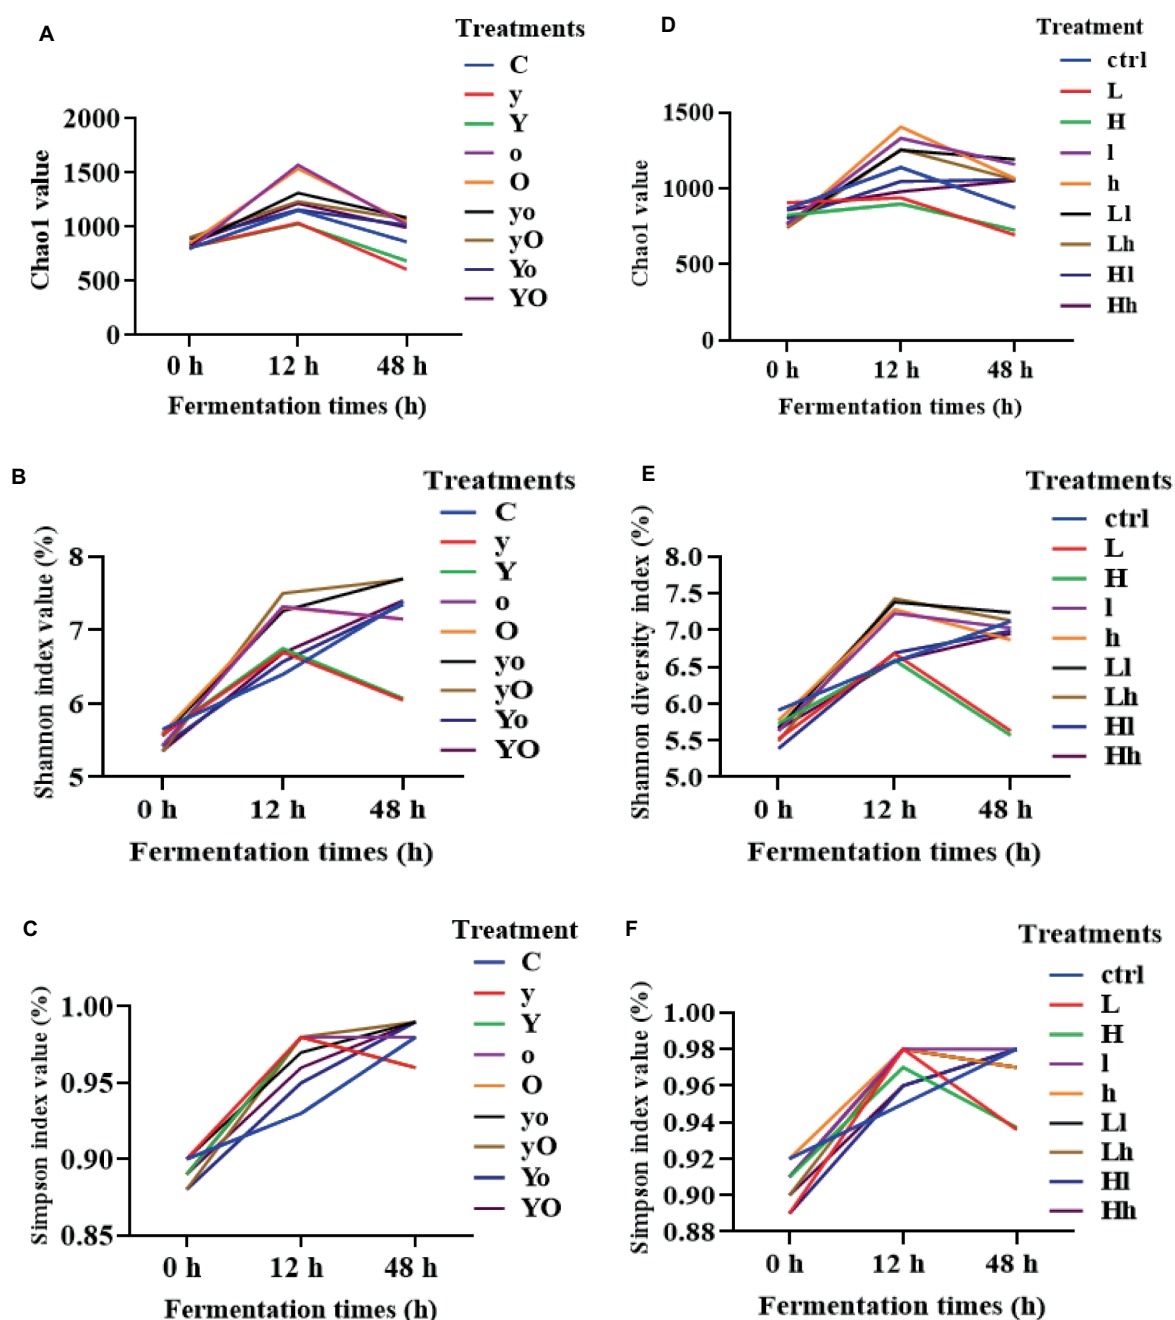 A
Treatments
C
y
Y
o
O
yo
yO
Yo
YO
Chao1 value
2000
1500
1000
500
0
0 h
12 h
48 h
Fermentation times (h)
D
Treatment
ctrl
L
H
l
h
Ll
Lh
Hl
Hh
Chao1 value
1500
1000
500
0
0 h
12 h
48 h
Fermentation times (h)
B
Treatments
C
y
Y
o
O
yo
yO
Yo
YO
Shannon index value (%)
8
7
6
5
0 h
12 h
48 h
Fermentation times (h)
E
Treatments
ctrl
L
H
l
h
Ll
Lh
Hl
Hh
Shannon diversity index (%)
8.0
7.5
7.0
6.5
6.0
5.5
5.0
0 h
12 h
48 h
Fermentation times (h)
C
Treatment
C
y
Y
o
O
yo
yO
Yo
YO
Simpson index value (%)
1.00
0.95
0.90
0.85
0 h
12 h
48 h
Fermentation times (h)
F
Treatments
ctrl
L
H
l
h
Ll
Lh
Hl
Hh
Simpson index value (%)
1.00
0.98
0.96
0.94
0.92
0.90
0.88
0 h
12 h
48 h
Fermentation times (h)